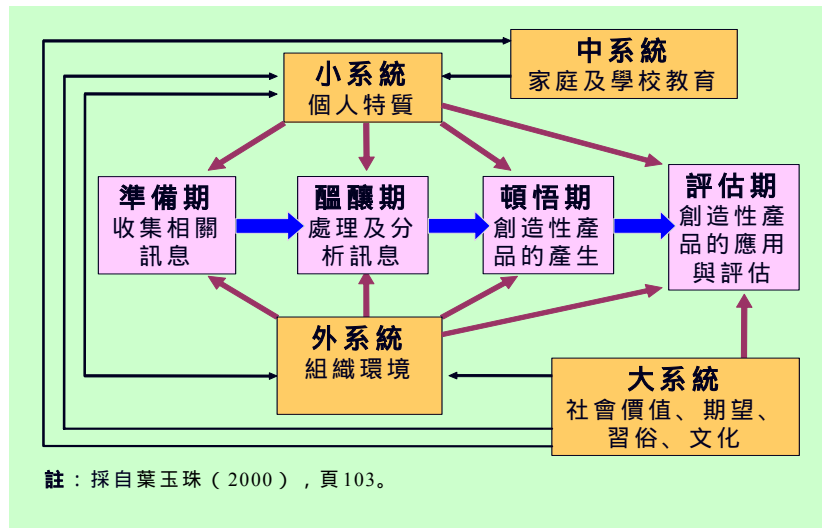 中系統
家庭及學校教育
小系統
個人特質
準備期
收集相關
訊息
醞釀期
處理及分
析訊息
頓悟期
創造性產
品的產生
評估期
創造性產
品的應用
與評估
外系統
組織環境
大系統
社會價值、期望、
習俗、文化
註：採自葉玉珠（2000），頁103。